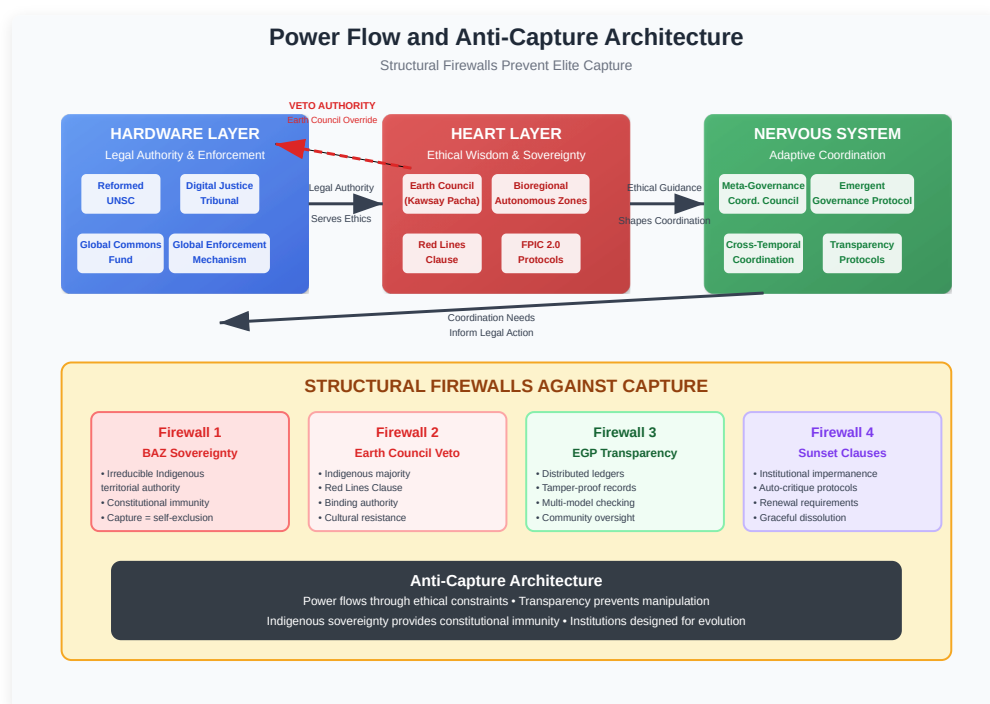 Power Flow and Anti-Capture Architecture
Structural Firewalls Prevent Elite Capture
VETO AUTHORITY
Earth Council Override
HARDWARE LAYER
Legal Authority & Enforcement
Reformed
UNSC
Digital Justice
Tribunal
Global Commons
Fund
Global Enforcement
Mechanism
Legal Authority
Serves Ethics
HEART LAYER
Ethical Wisdom & Sovereignty
Earth Council
(Kawsay Pacha)
Bioregional
Autonomous Zones
Red Lines
Clause
FPIC 2.0
Protocols
Ethical Guidance
Shapes Coordination
NERVOUS SYSTEM
Adaptive Coordination
Meta-Governance
Coord. Council
Emergent
Governance Protocol
Cross-Temporal
Coordination
Transparency
Protocols
Coordination Needs
Inform Legal Action
STRUCTURAL FIREWALLS AGAINST CAPTURE
Firewall 1
BAZ Sovereignty
• Irreducible Indigenous
territorial authority
• Constitutional immunity
• Capture = self-exclusion
Firewall 2
Earth Council Veto
• Indigenous majority
• Red Lines Clause
• Binding authority
• Cultural resistance
Firewall 3
EGP Transparency
• Distributed ledgers
• Tamper-proof records
• Multi-model checking
• Community oversight
Firewall 4
Sunset Clauses
• Institutional impermanence
• Auto-critique protocols
• Renewal requirements
• Graceful dissolution
Anti-Capture Architecture
Power flows through ethical constraints • Transparency prevents manipulation
Indigenous sovereignty provides constitutional immunity • Institutions designed for evolution